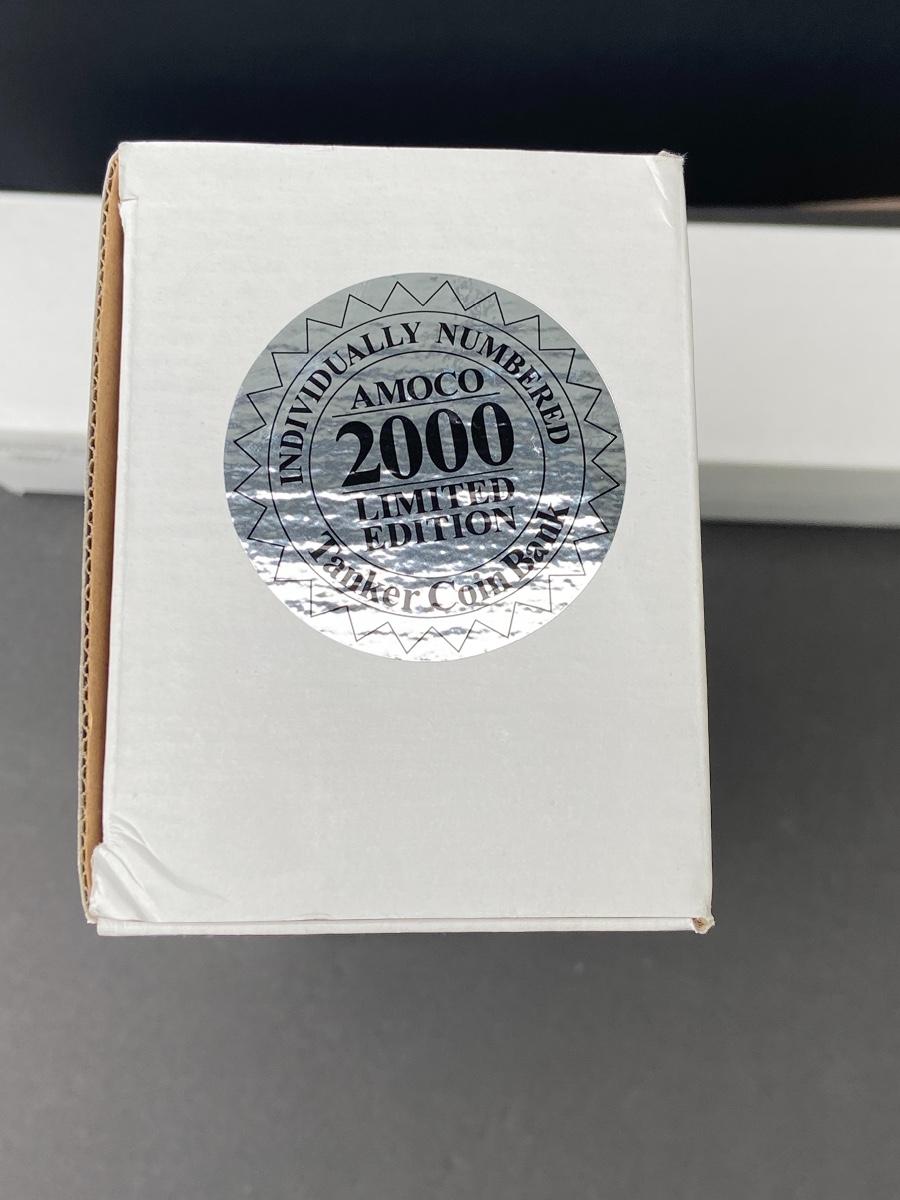 INDIVIDUALLY NUMBERED
AMOCO
2000
LIMITED
EDITION
Tanker Coin Bank